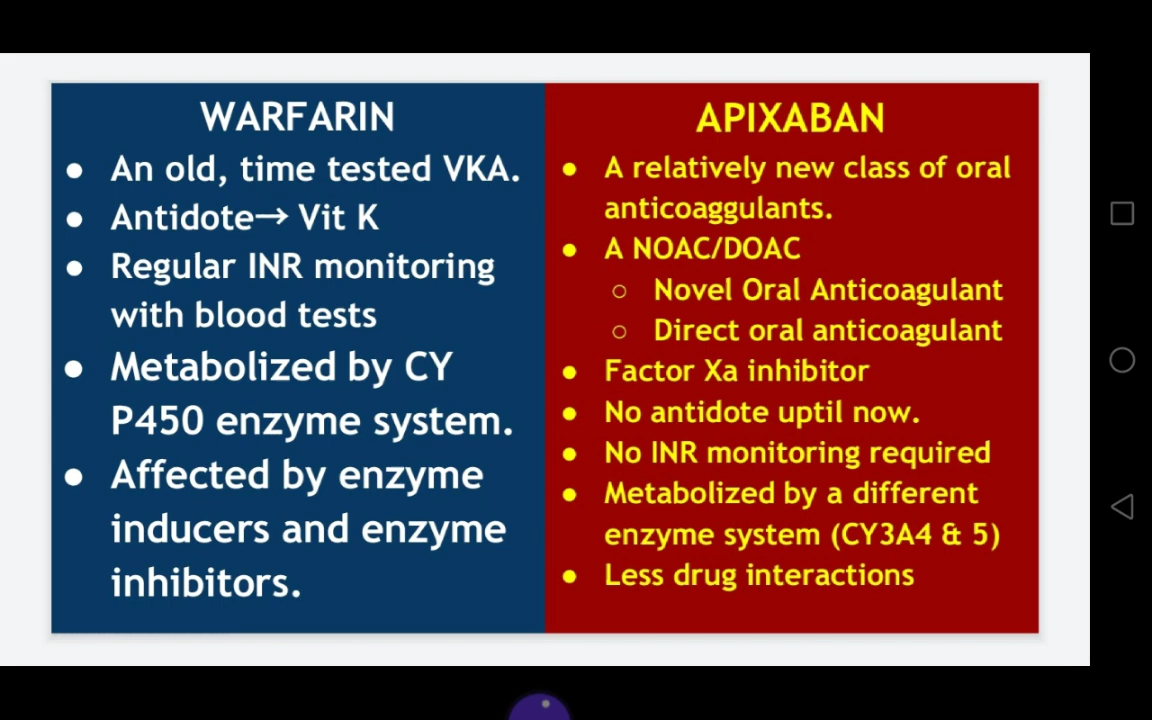 WARFARIN
● An old, time tested VKA.
● Antidote→ Vit K
● Regular INR monitoring
with blood tests
● Metabolized by CY
P450 enzyme system.
● Affected by enzyme
inducers and enzyme
inhibitors.
APIXABAN
● A relatively new class of oral
anticoaggulants.
● A NOAC/DOAC
○ Novel Oral Anticoagulant
○ Direct oral anticoagulant
● Factor Xa inhibitor
● No antidote uptil now.
● No INR monitoring required
● Metabolized by a different
enzyme system (CY3A4 & 5)
● Less drug interactions